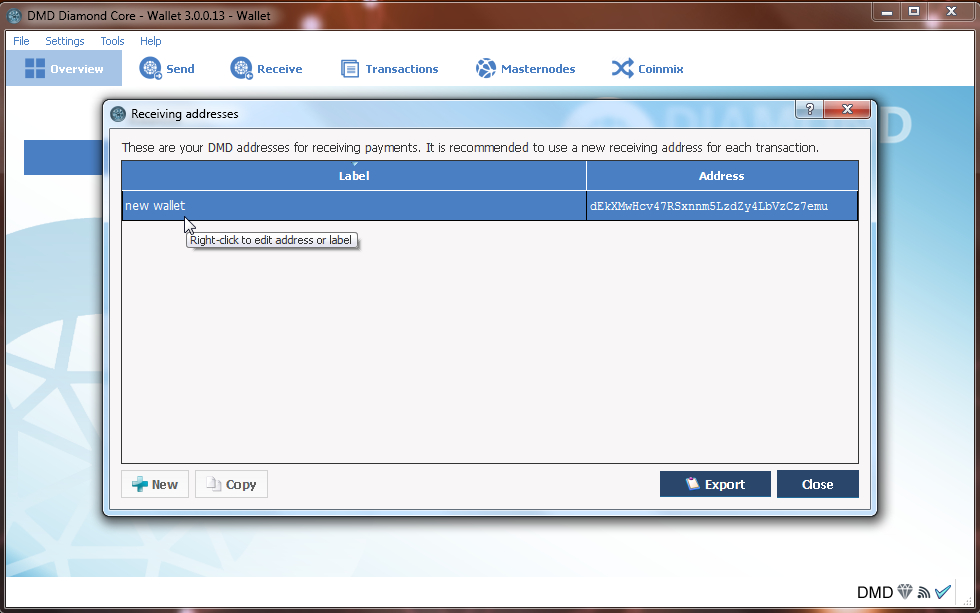 DMD Diamond Core - Wallet 3.0.0.13 - Wallet
File Settings Tools Help
Overview Send Receive Transactions Masternodes Coinmix
DIAMOND
Receiving addresses
?
These are your DMD addresses for receiving payments. It is recommended to use a new receiving address for each transaction.
Label Address
new wallet dEkXMwHcv47RSxnnm5LzdZy4LbVzCz7emu
Right-click to edit address or label
New Copy Export Close
DMD